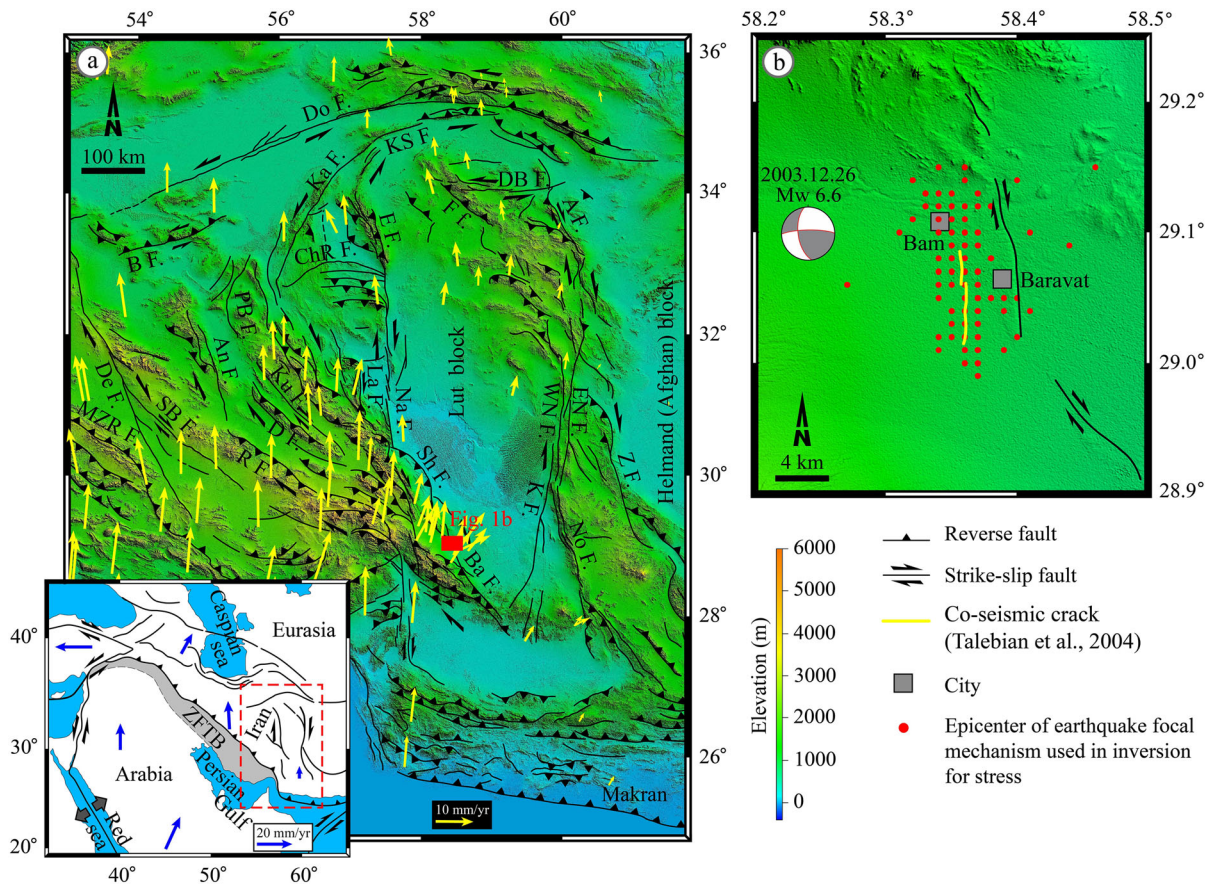 54°
56°
58°
60°
a
36°
34°
32°
30°
28°
26°
N
100 km
Do F.
Ka F.
KS F.
DB F.
A F.
F f
F F
B F.
ChR F.
PB F.
An F
Ku
La F.
Na F.
Lut block
Helmand (Afghan) block
De F.
SB F.
MZR F.
D F.
R F.
Sh F.
WN F.
EN F.
Z F.
K F.
No F.
Ba F.
Fig. 1b
Makran
10 mm/yr
Caspian
sea
Eurasia
Iran
ZFTB
Arabia
Persian
Gulf
Red
sea
20 mm/yr
40°
30°
20°
40°
50°
60°
58.2°
58.3°
58.4°
58.5°
b
29.2°
29.1°
29.0°
28.9°
2003.12.26
Mw 6.6
Bam
Baravat
N
4 km
Elevation (m)
6000
5000
4000
3000
2000
1000
0
Reverse fault
Strike-slip fault
Co-seismic crack
(Talebian et al., 2004)
City
Epicenter of earthquake focal
mechanism used in inversion
for stress